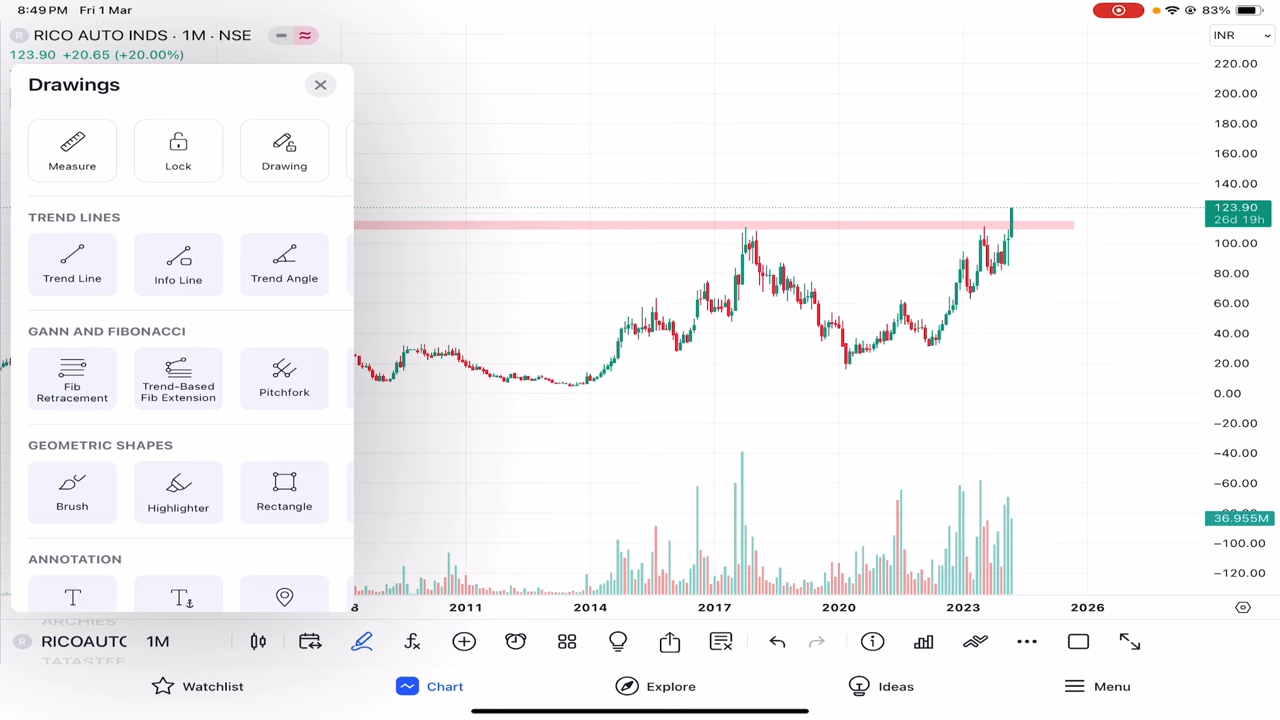 8:49 PM Fri 1 Mar
83%
R RICO AUTO INDS · 1M · NSE
INR
123.90 +20.65 (+20.00%)
Drawings
Measure
Lock
Drawing
TREND LINES
Trend Line
Info Line
Trend Angle
GANN AND FIBONACCI
Fib Retracement
Trend-Based Fib Extension
Pitchfork
GEOMETRIC SHAPES
Brush
Highlighter
Rectangle
ANNOTATION
220.00
200.00
180.00
160.00
140.00
123.90
26d 19h
100.00
80.00
60.00
40.00
20.00
0.00
−20.00
−40.00
−60.00
36.955M
−100.00
−120.00
8
2011
2014
2017
2020
2023
2026
ARCHIES
R RICOAUTO 1M
TATASTEE
Watchlist
Chart
Explore
Ideas
Menu